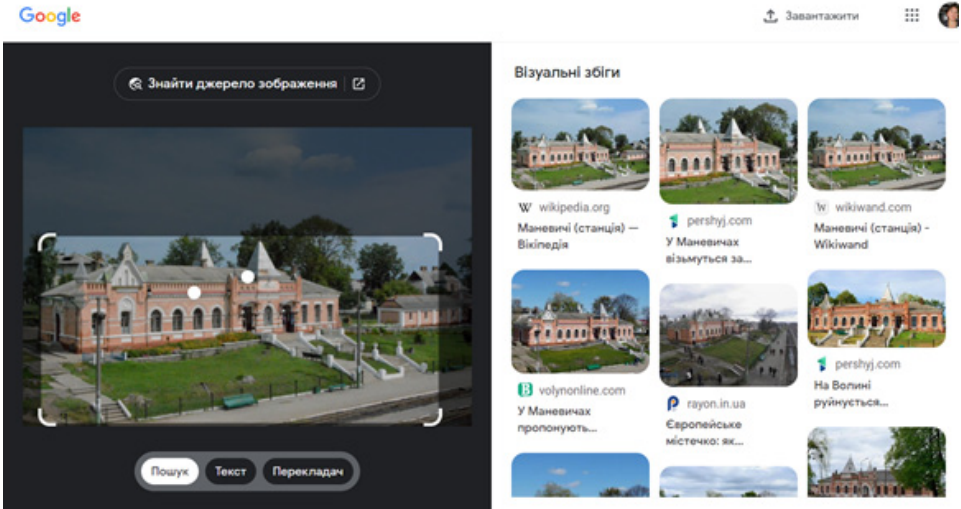 Google
Завантажити
Знайти джерело зображення
Візуальні збіги
W wikipedia.org
Маневичі (станція) —
Вікіпедія
pershyj.com
У Маневичах
візьмуться за...
W wikiwand.com
Маневичі (станція) -
Wikiwand
B volynonline.com
У Маневичах
пропонують...
rayon.in.ua
Європейське
містечко: як...
pershyj.com
На Волині
руйнується...
Пошук
Текст
Перекладач